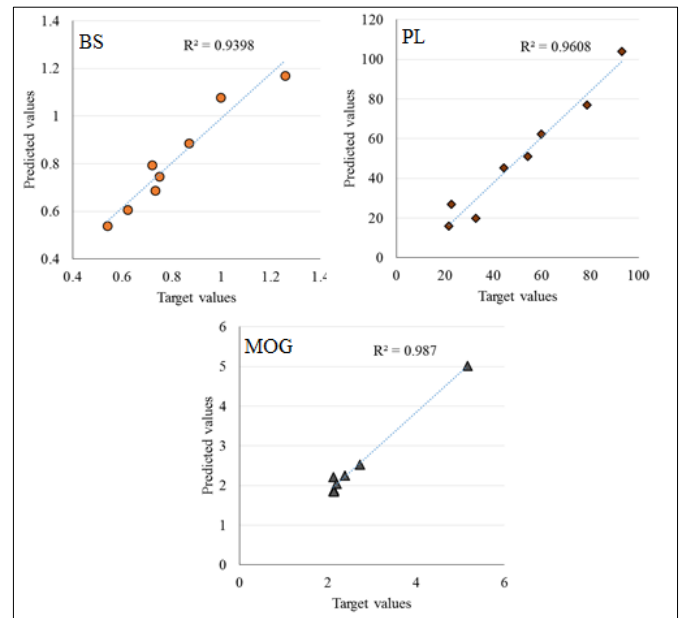 BS
R² = 0.9398
Predicted values
1.4
1.2
1
0.8
0.6
0.4
0.4 0.6 0.8 1 1.2 1.4
Target values
PL
R² = 0.9608
Predicted values
120
100
80
60
40
20
0
0 20 40 60 80 100
Target values
MOG
R² = 0.987
Predicted values
6
5
4
3
2
1
0
0 2 4 6
Target values